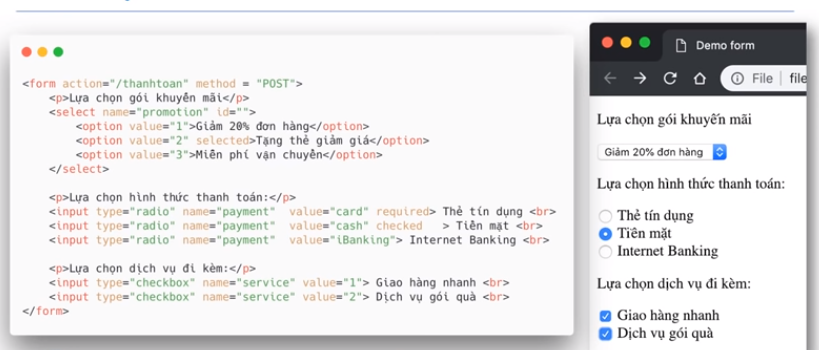 <form action="/thanhtoan" method = "POST">
<p>Lựa chọn gói khuyến mãi</p>
<select name="promotion" id="">
<option value="1">Giảm 20% đơn hàng</option>
<option value="2" selected>Tặng thẻ giảm giá</option>
<option value="3">Miễn phí vận chuyển</option>
</select>
<p>Lựa chọn hình thức thanh toán:</p>
<input type="radio" name="payment"  value="card" required> Thẻ tín dụng <br>
<input type="radio" name="payment"  value="cash" checked   > Tiền mặt <br>
<input type="radio" name="payment"  value="iBanking"> Internet Banking <br>
<p>Lựa chọn dịch vụ đi kèm:</p>
<input type="checkbox" name="service" value="1"> Giao hàng nhanh <br>
<input type="checkbox" name="service" value="2"> Dịch vụ gói quà <br>
</form>
Demo form
File | file
Lựa chọn gói khuyến mãi
Giảm 20% đơn hàng
Lựa chọn hình thức thanh toán:
Thẻ tín dụng
Tiền mặt
Internet Banking
Lựa chọn dịch vụ đi kèm:
Giao hàng nhanh
Dịch vụ gói quà